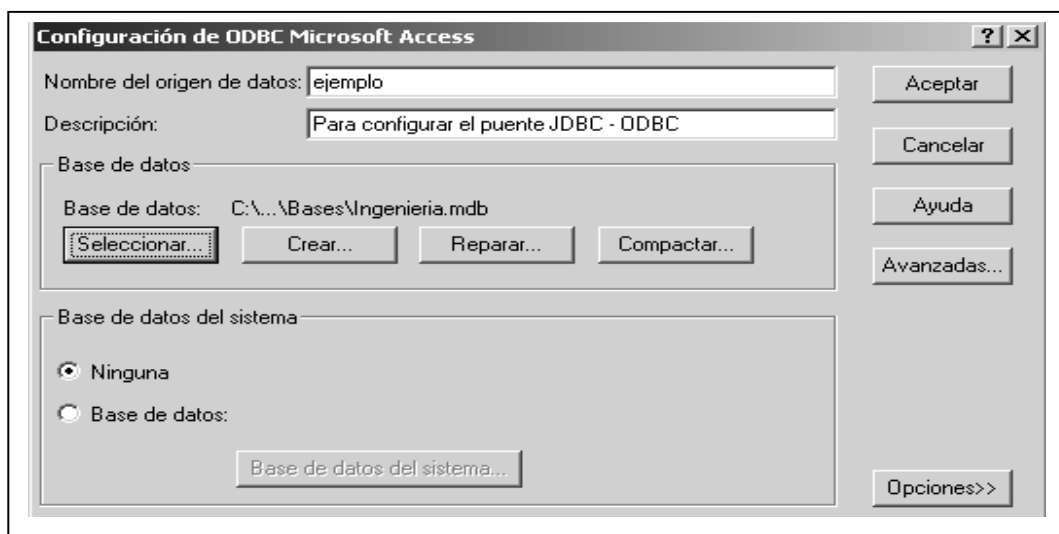 Configuración de ODBC Microsoft Access
Nombre del origen de datos: ejemplo
Aceptar
Descripción: Para configurar el puente JDBC - ODBC
Cancelar
Base de datos
Base de datos: C:\...\Bases\Ingenieria.mdb
Ayuda
Seleccionar... Crear... Reparar... Compactar...
Avanzadas...
Base de datos del sistema
Ninguna
Base de datos:
Base de datos del sistema...
Opciones>>